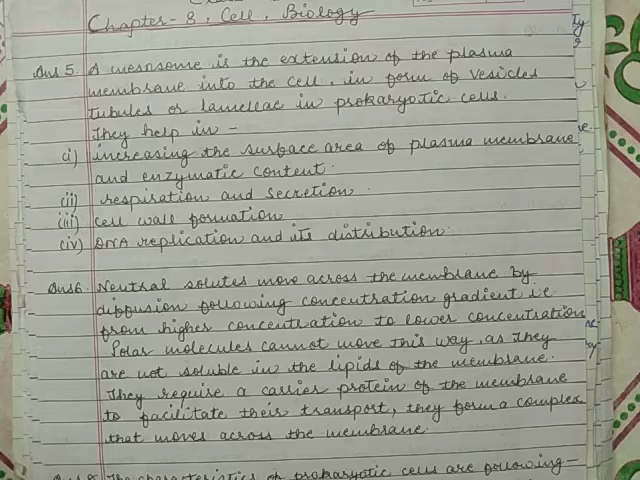 Chapter-8, Cell, Biology
Ans 5. A mesosome is the extension of the plasma
membrane into the cell, in form of vesicles
tubules or lamellae in prokaryotic cells.
They help in -
(i) increasing the surface area of plasma membrane
and enzymatic content.
(ii) respiration and secretion.
(iii) cell wall formation
(iv) DNA replication and its distribution.
Ans 6. Neutral solutes move across the membrane by
diffusion following concentration gradient i.e.
from higher concentration to lower concentration
Polar molecules cannot move this way, as they
are not soluble in the lipids of the membrane.
They require a carrier protein of the membrane
to facilitate their transport, they form a complex
that moves across the membrane.
The characteristics of prokaryotic cells are following -